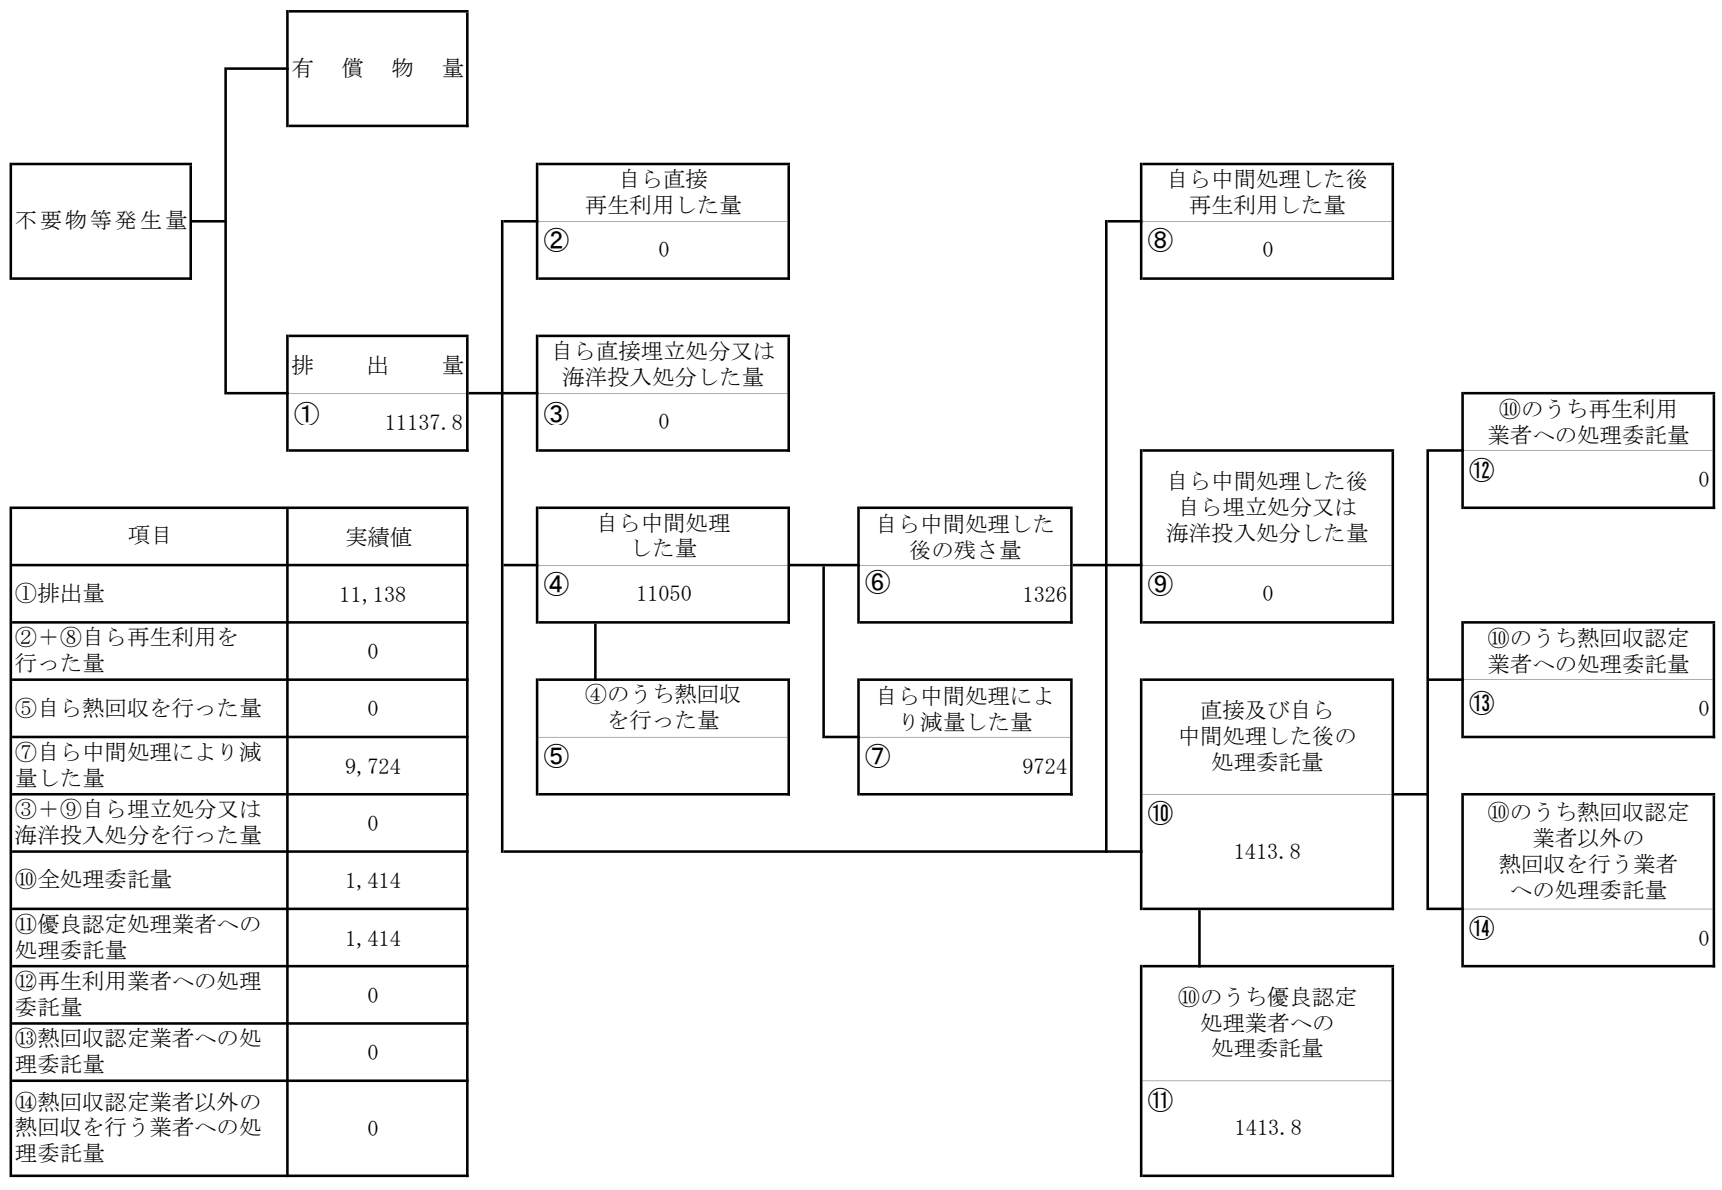 有償物量
不要物等発生量
排出量
①
11137.8
自ら直接
再生利用した量
②
0
自ら直接埋立処分又は
海洋投入処分した量
③
0
自ら中間処理
した量
④
11050
④のうち熱回収
を行った量
⑤
自ら中間処理した
後の残さ量
⑥
1326
自ら中間処理によ
り減量した量
⑦
9724
自ら中間処理した後
再生利用した量
⑧
0
自ら中間処理した後
自ら埋立処分又は
海洋投入処分した量
⑨
0
直接及び自ら
中間処理した後の
処理委託量
⑩
1413.8
⑩のうち優良認定
処理業者への
処理委託量
⑪
1413.8
⑩のうち再生利用
業者への処理委託量
⑫
0
⑩のうち熱回収認定
業者への処理委託量
⑬
0
⑩のうち熱回収認定
業者以外の
熱回収を行う業者
への処理委託量
⑭
0
項目 実績値
①排出量 11,138
②＋⑧自ら再生利用を
行った量 0
⑤自ら熱回収を行った量 0
⑦自ら中間処理により減
量した量 9,724
③＋⑨自ら埋立処分又は
海洋投入処分を行った量 0
⑩全処理委託量 1,414
⑪優良認定処理業者への
処理委託量 1,414
⑫再生利用業者への処理
委託量 0
⑬熱回収認定業者への処
理委託量 0
⑭熱回収認定業者以外の
熱回収を行う業者への処
理委託量 0